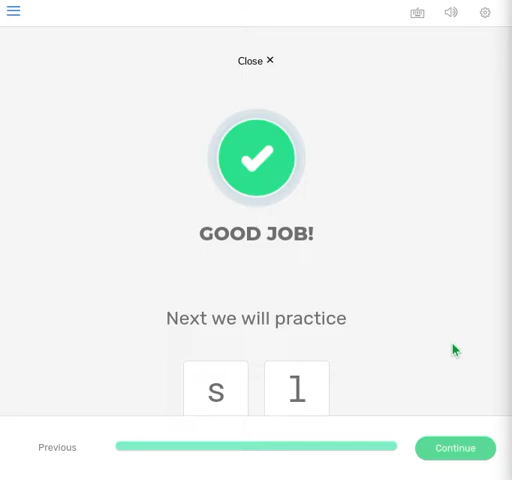 Close ✕
GOOD JOB!
Next we will practice
s l
Previous
Continue